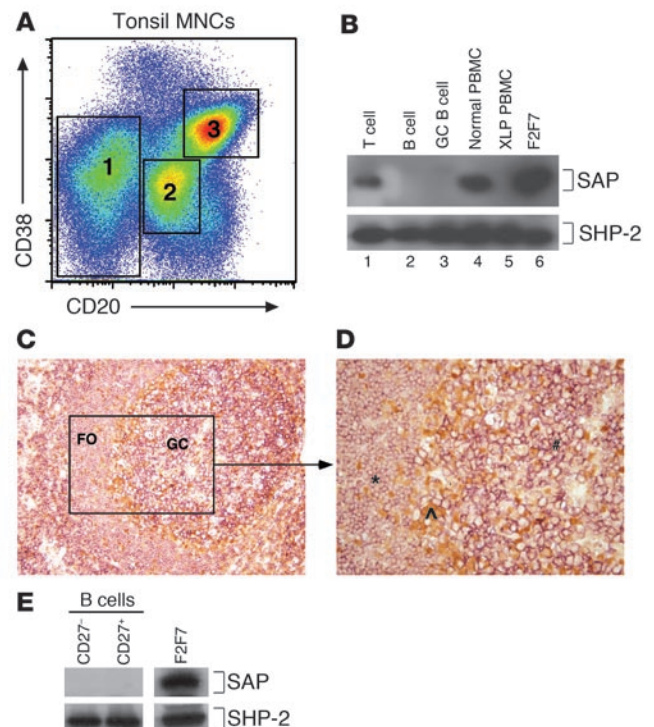 A
Tonsil MNCs
CD38
CD20
1
2
3
B
T cell
B cell
GC B cell
Normal PBMC
XLP PBMC
F2F7
SAP
SHP-2
1 2 3 4 5 6
C
FO
GC
D
*
^
#
E
B cells
CD27⁻
CD27⁺
F2F7
SAP
SHP-2